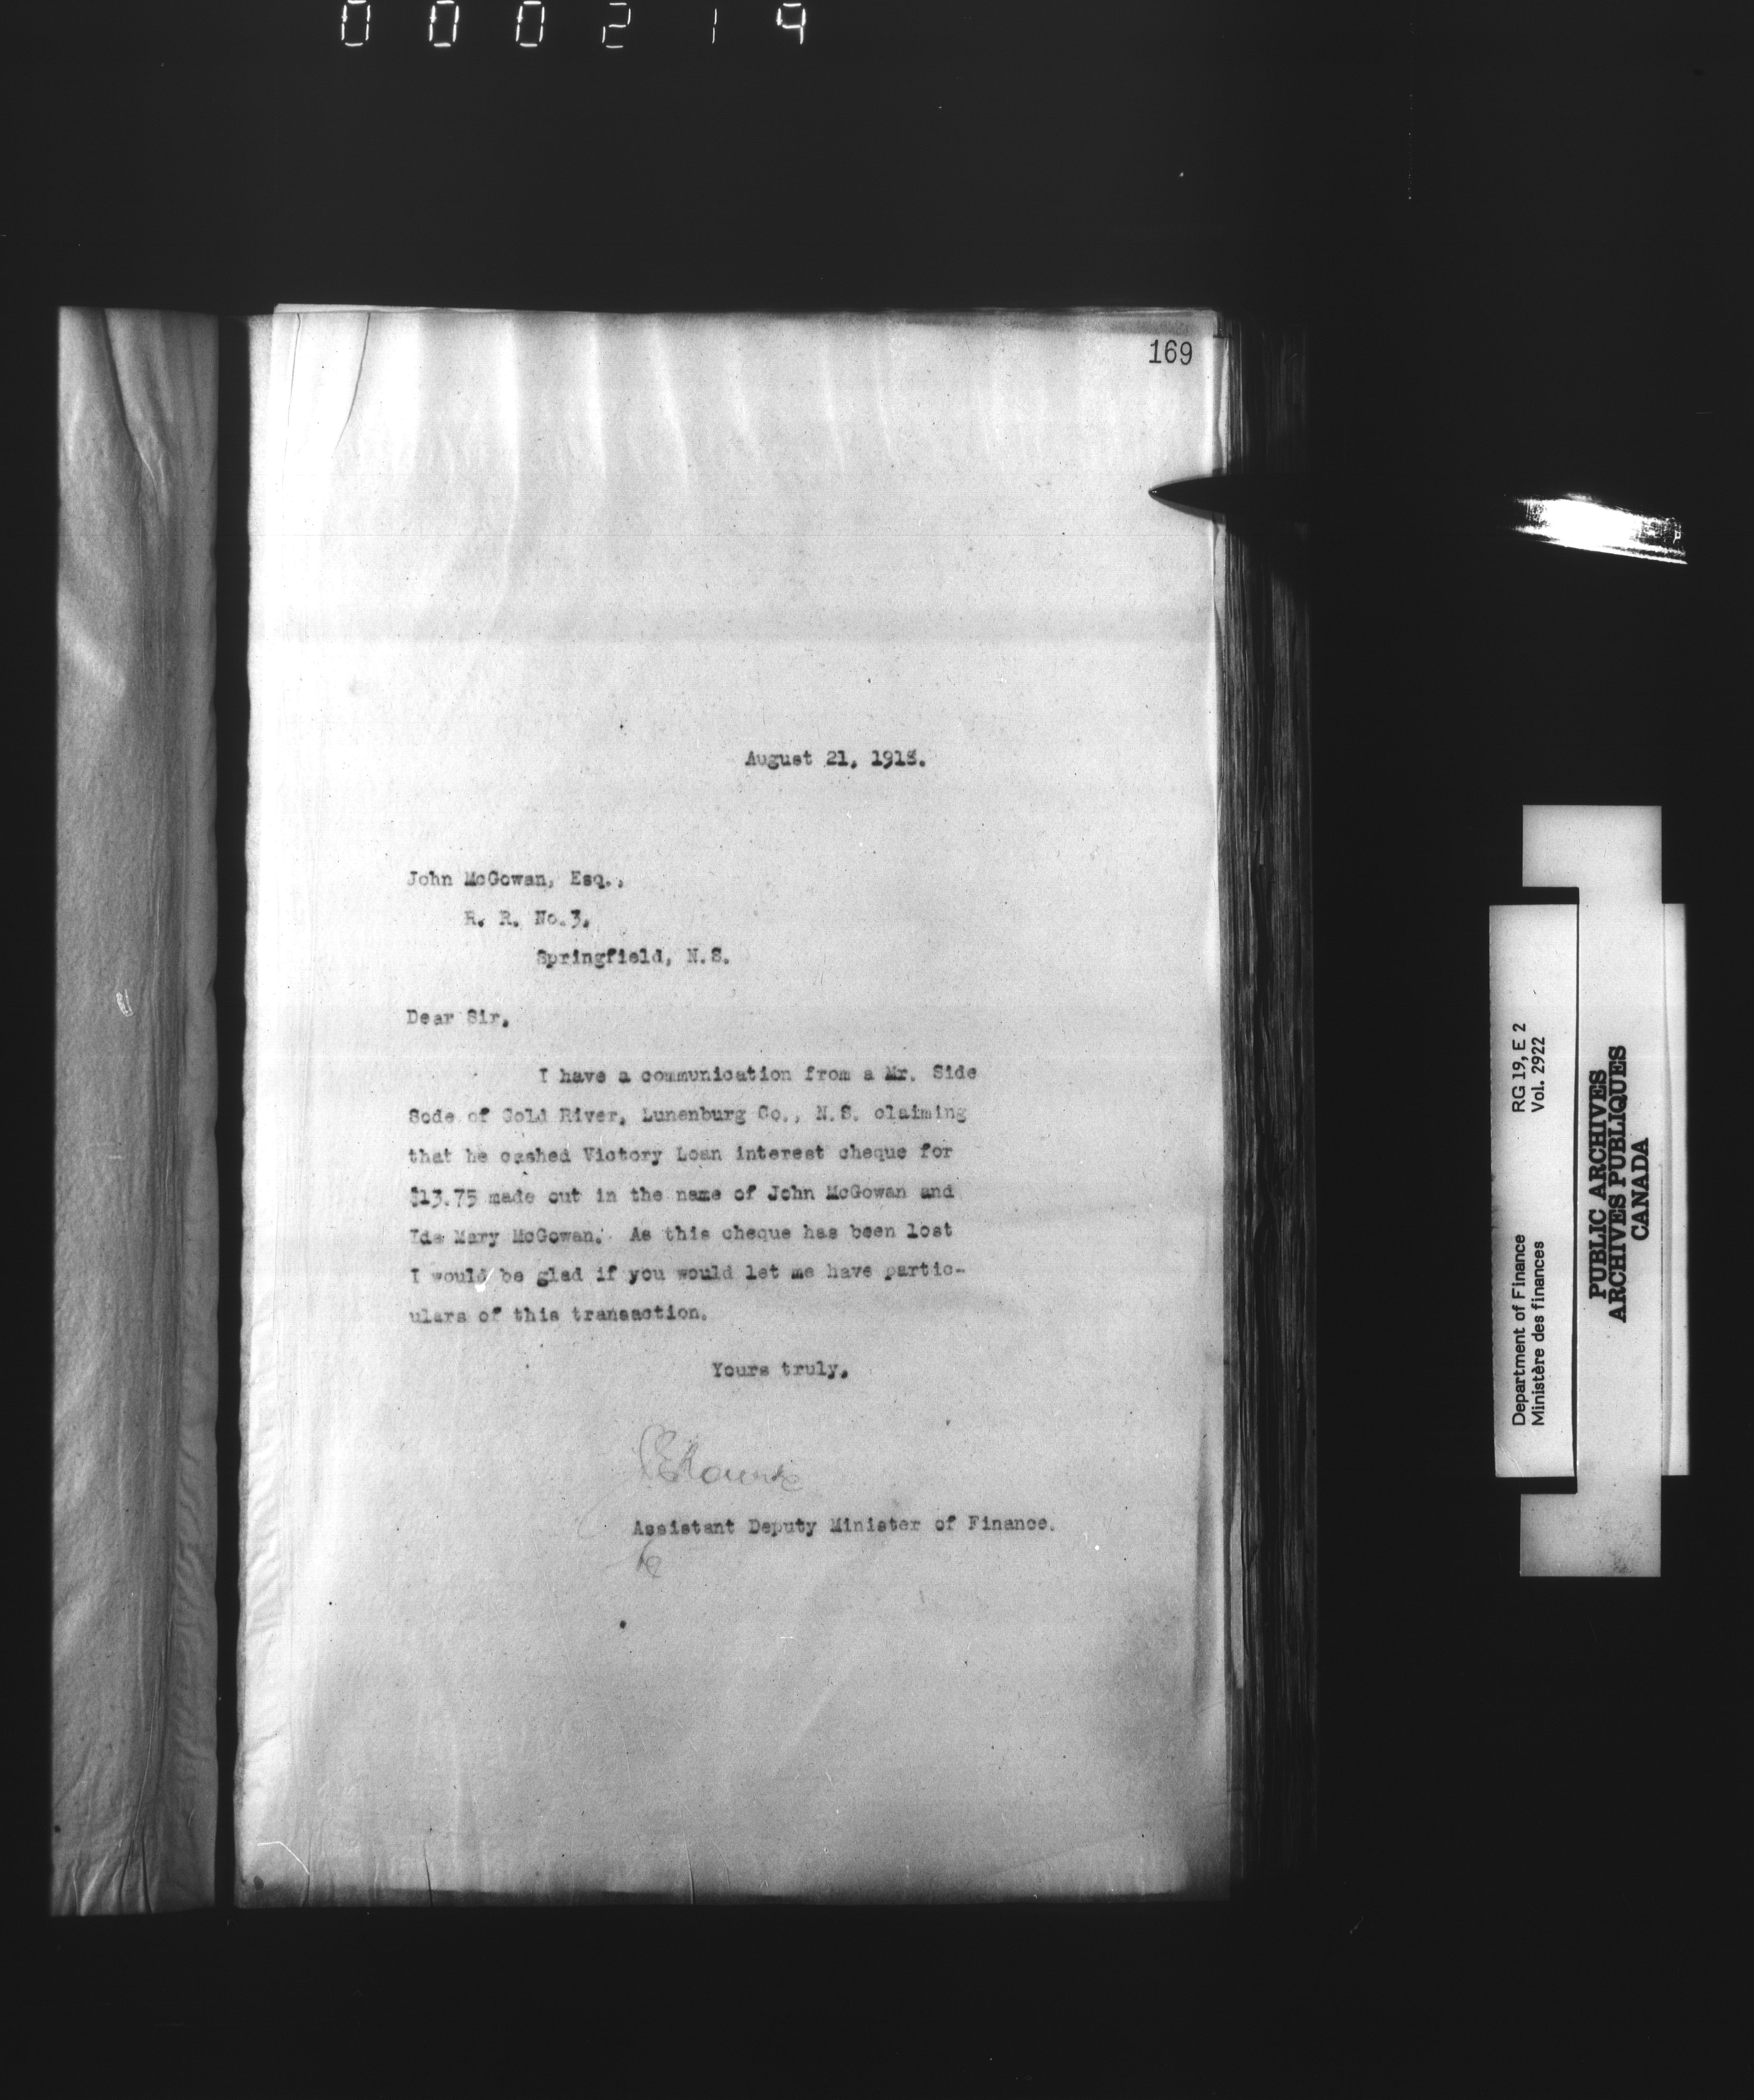 000219
169
August 21, 1918.
John McGowan, Esq.,
R. R. No.3,
Springfield, N.S.
Dear Sir,
I have a communication from a Mr. Side
Sode of Gold River, Lunenburg Co., N.S. claiming
that he cashed Victory Loan interest cheque for
$13.75 made out in the name of John McGowan and
Ida Mary McGowan. As this cheque has been lost
I would be glad if you would let me have partic-
ulars of this transaction.
Yours truly,
Assistant Deputy Minister of Finance.
Department of Finance RG 19, E 2
Ministère des finances Vol. 2922
PUBLIC ARCHIVES
ARCHIVES PUBLIQUES
CANADA